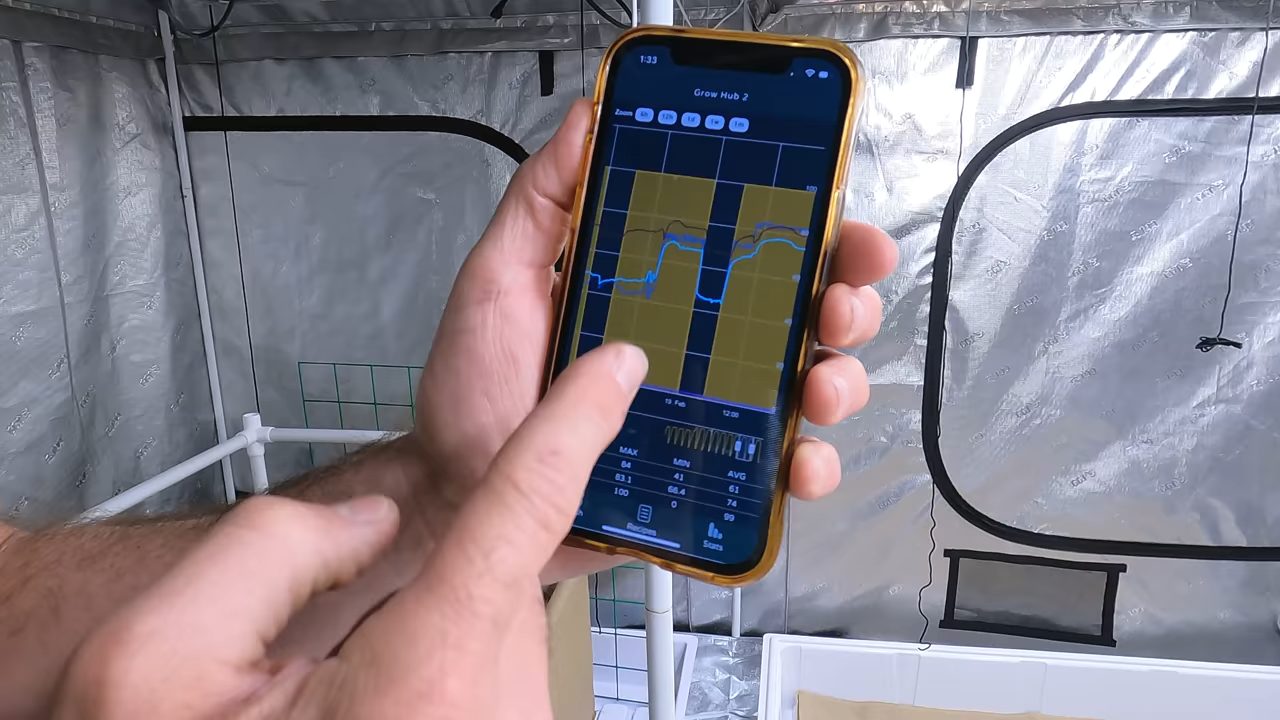 1:33
Grow Hub 2
Zoom 6h 12h 1d 1w 1m
100
19 Feb 12:00
MAX MIN AVG
84 41 61
83.1 68.4 74
100 0 99
Recipes
Stats